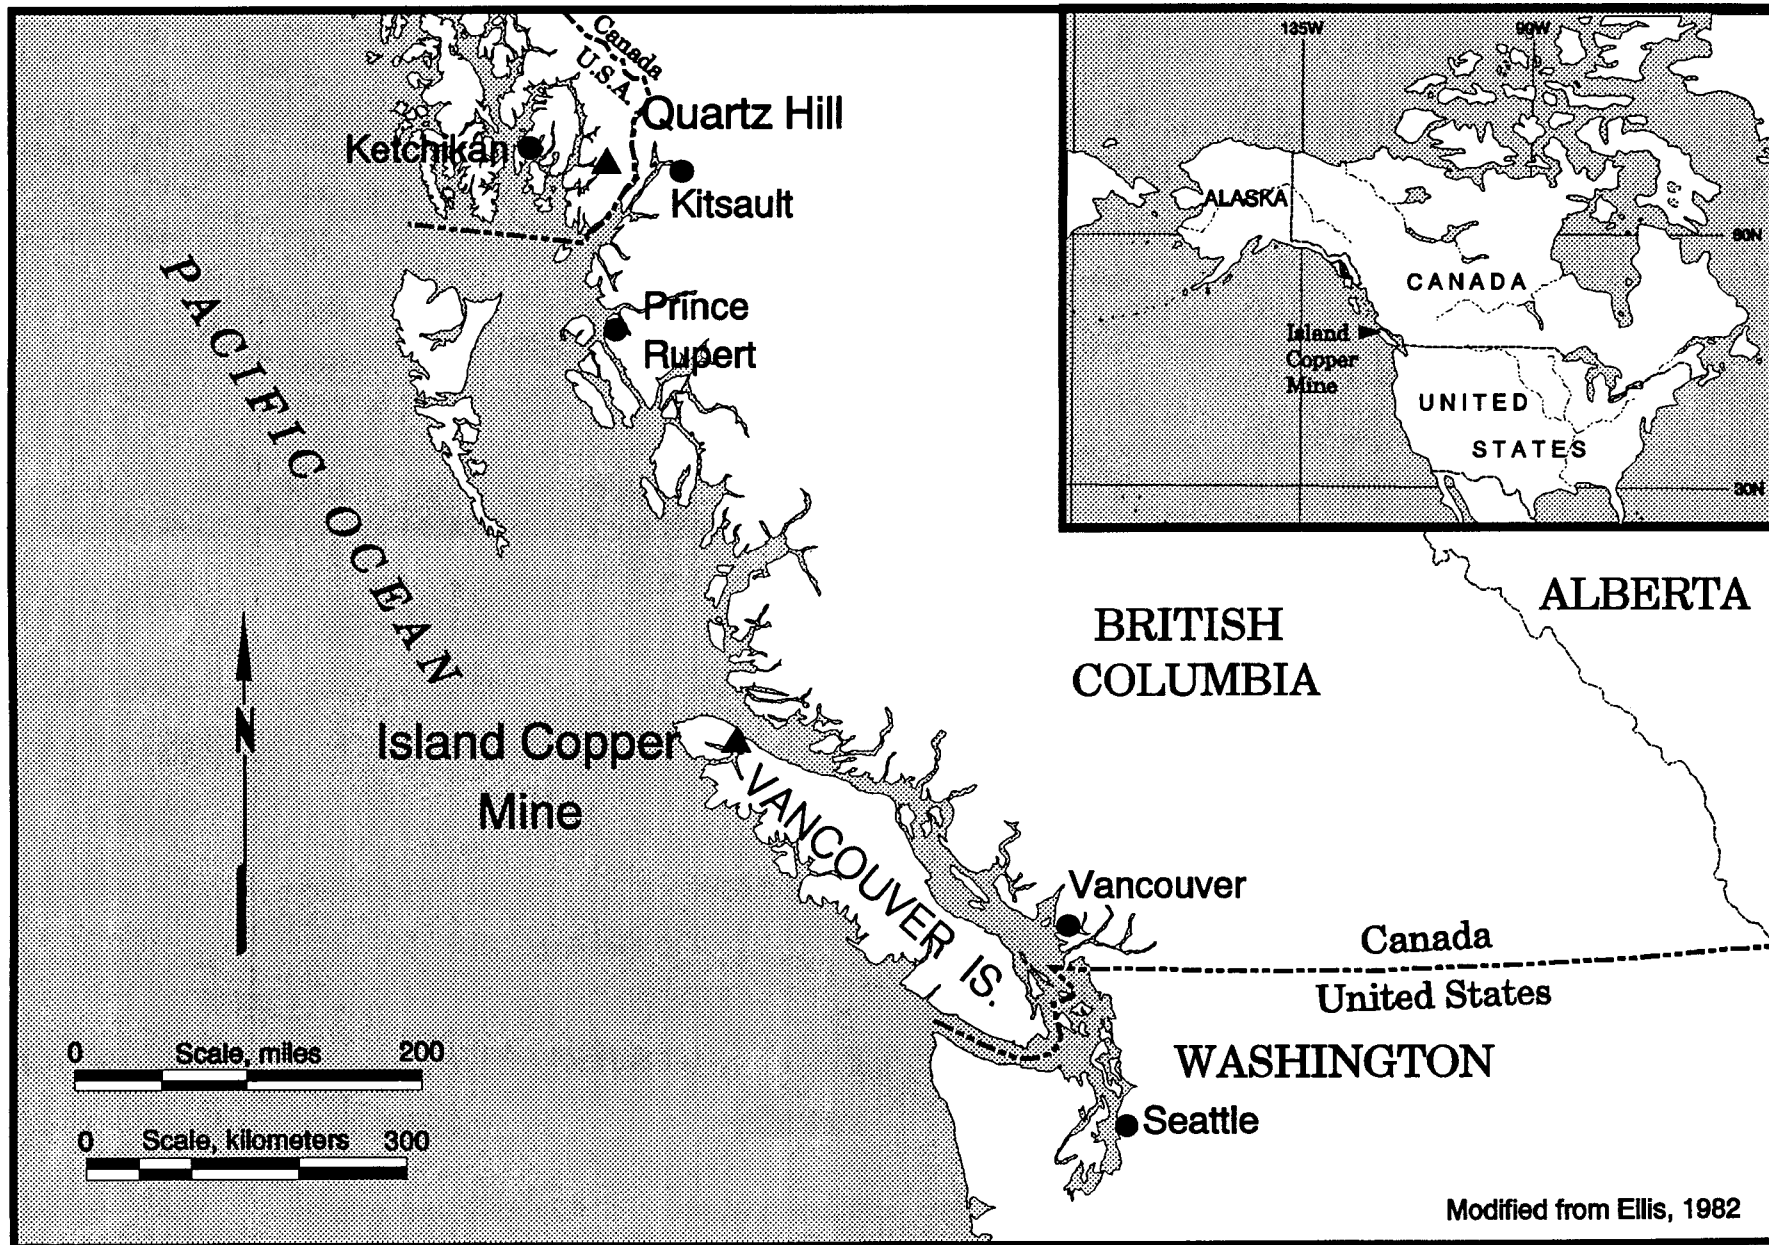 Canada
U.S.A.
Quartz Hill
Ketchikan
Kitsault
Prince
Rupert
PACIFIC OCEAN
135W
90W
ALASKA
60N
CANADA
Island
Copper
Mine
UNITED
STATES
30N
ALBERTA
BRITISH
COLUMBIA
N
Island Copper
Mine
VANCOUVER IS.
Vancouver
Canada
United States
WASHINGTON
Seattle
0 Scale, miles 200
0 Scale, kilometers 300
Modified from Ellis, 1982